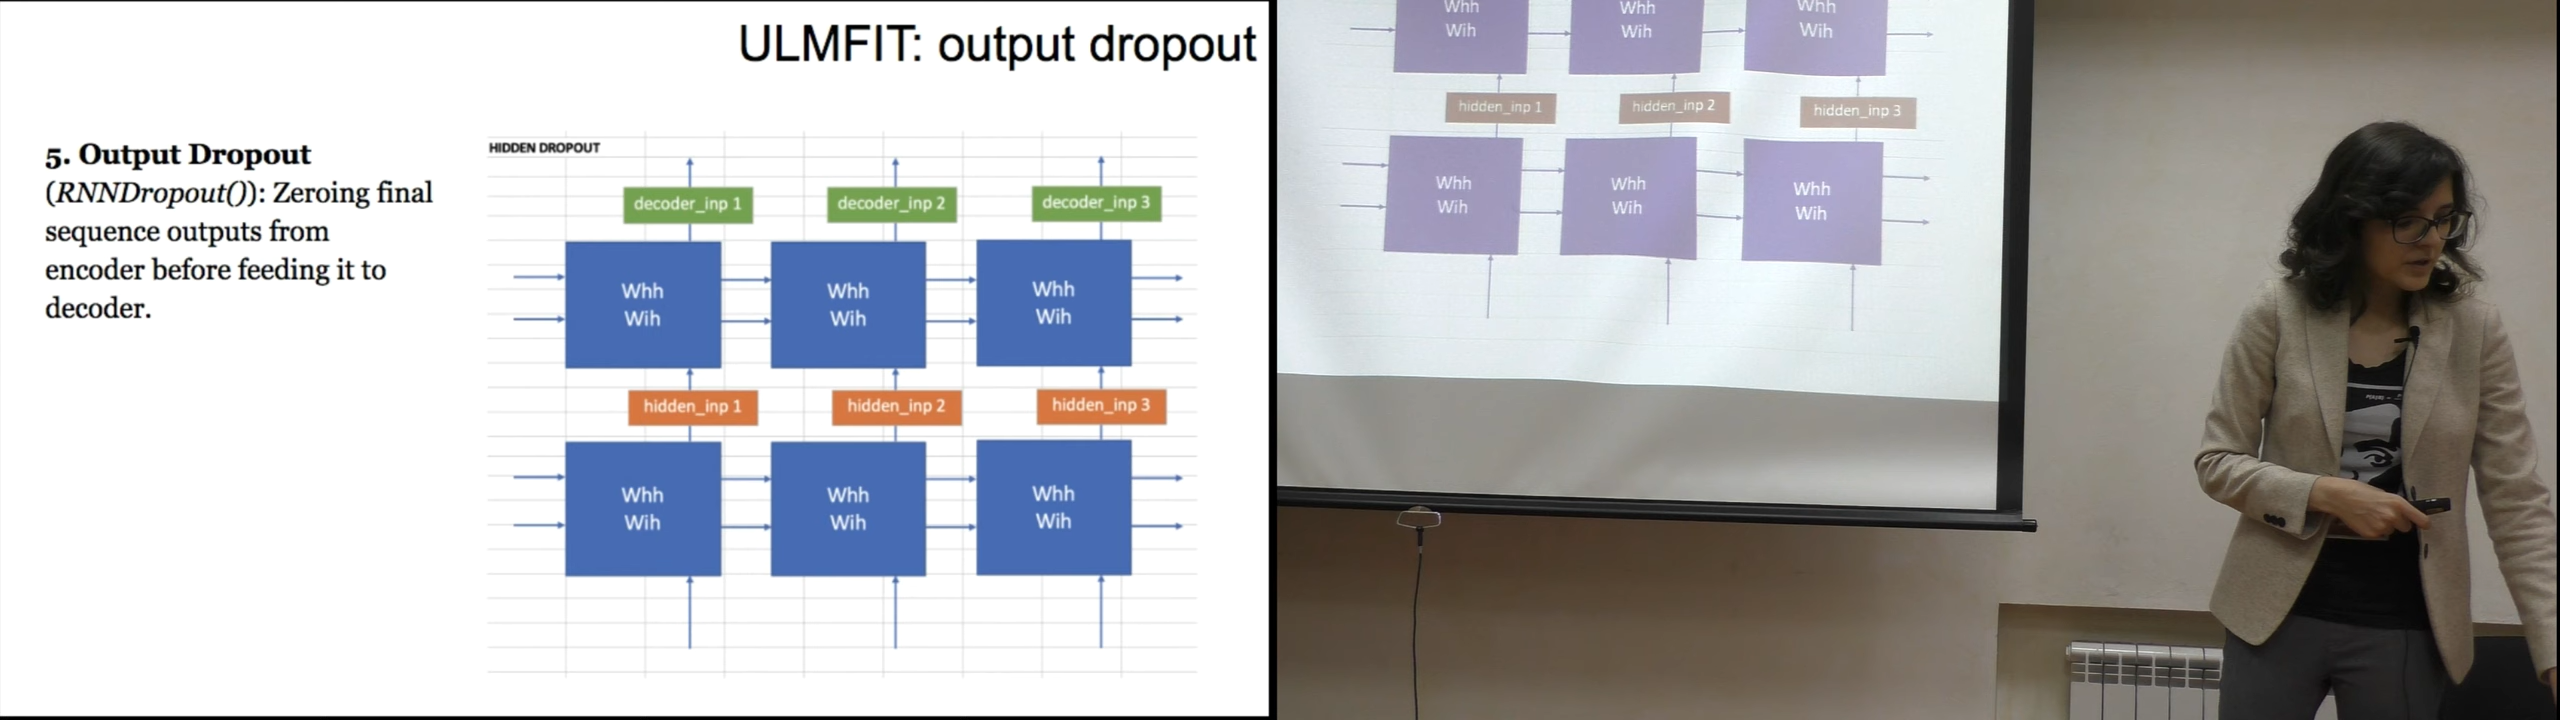 ULMFIT: output dropout
5. Output Dropout
(RNNDropout()): Zeroing final
sequence outputs from
encoder before feeding it to
decoder.
HIDDEN DROPOUT
decoder_inp 1
decoder_inp 2
decoder_inp 3
Whh
Wih
Whh
Wih
Whh
Wih
hidden_inp 1
hidden_inp 2
hidden_inp 3
Whh
Wih
Whh
Wih
Whh
Wih
Whh
Wih
Whh
Wih
Whh
Wih
hidden_inp 1
hidden_inp 2
hidden_inp 3
Whh
Wih
Whh
Wih
Whh
Wih